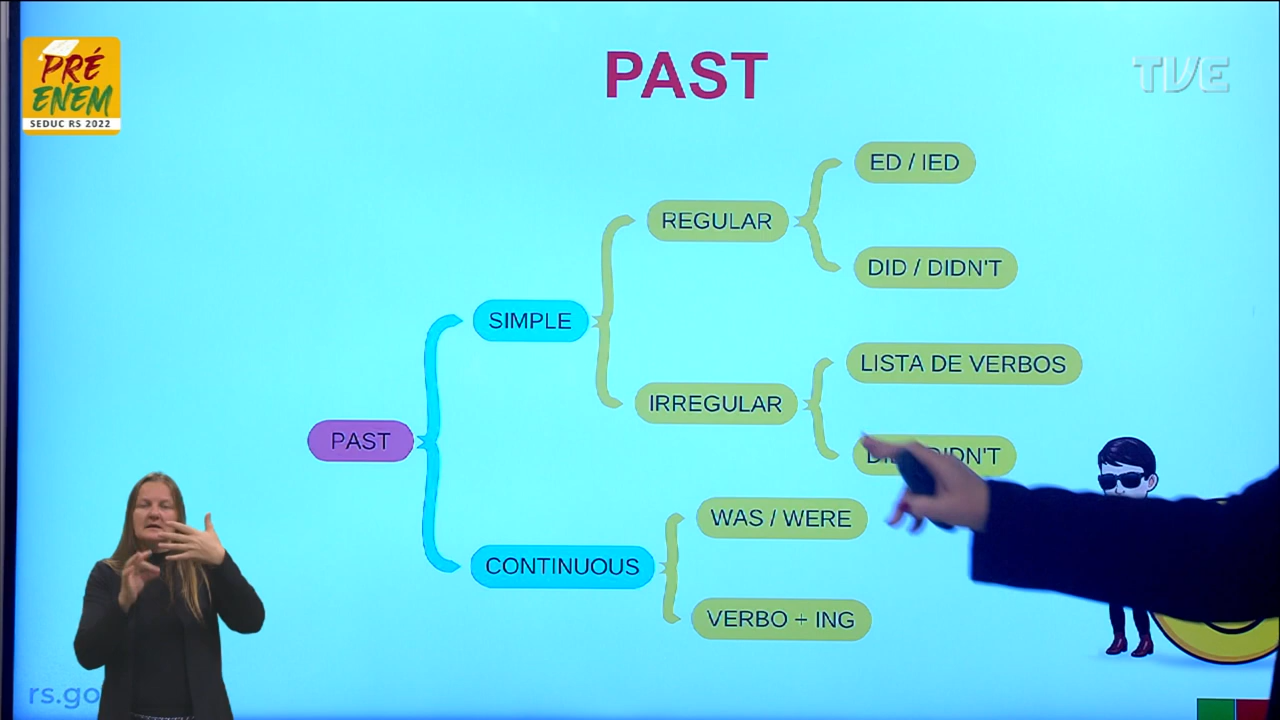 PRÉ
ENEM
SEDUC RS 2022
PAST
TVE
ED / IED
REGULAR
DID / DIDN'T
SIMPLE
LISTA DE VERBOS
IRREGULAR
PAST
WAS / WERE
CONTINUOUS
VERBO + ING
rs.go